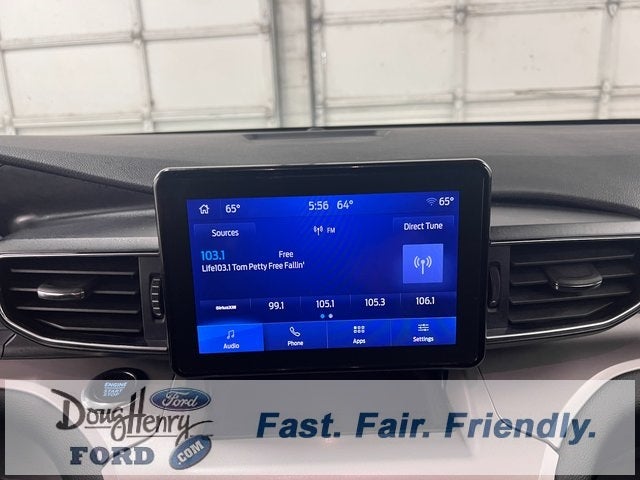 65° 5:56 64° 65°
Sources FM Direct Tune
103.1 Free
Life103.1 Tom Petty Free Fallin'
SiriusXM 99.1 105.1 105.3 106.1
Audio Phone Apps Settings
ENGINE
START
STOP
Doug Henry Ford
FORD .COM
Fast. Fair. Friendly.